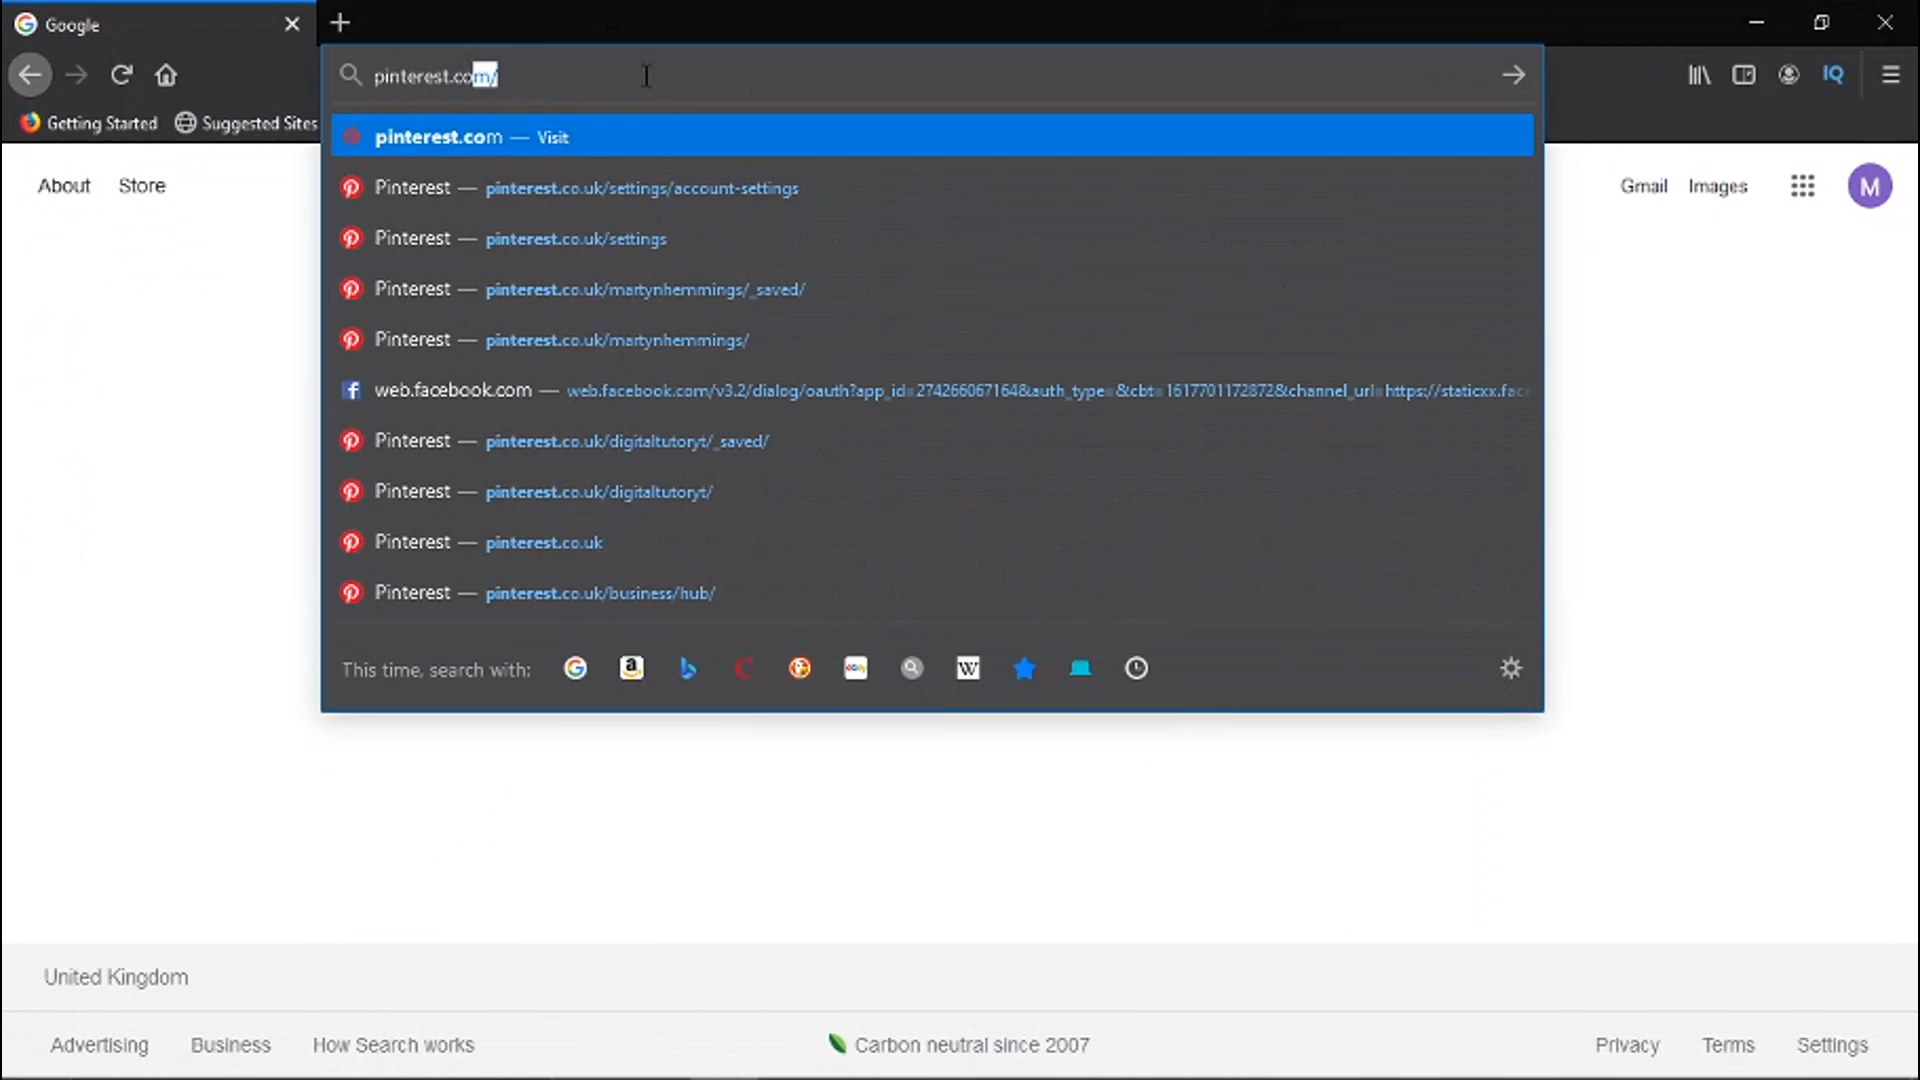 Google
pinterest.com/
Getting Started Suggested Sites
pinterest.com — Visit
About Store
Gmail Images M
Pinterest — pinterest.co.uk/settings/account-settings
Pinterest — pinterest.co.uk/settings
Pinterest — pinterest.co.uk/martynhemmings/_saved/
Pinterest — pinterest.co.uk/martynhemmings/
web.facebook.com — web.facebook.com/v3.2/dialog/oauth?app_id=274266067164&auth_type=&cbt=1617701172872&channel_url=https://staticxx.fac
Pinterest — pinterest.co.uk/digitaltutoryt/_saved/
Pinterest — pinterest.co.uk/digitaltutoryt/
Pinterest — pinterest.co.uk
Pinterest — pinterest.co.uk/business/hub/
This time, search with:
United Kingdom
Advertising Business How Search works Carbon neutral since 2007 Privacy Terms Settings